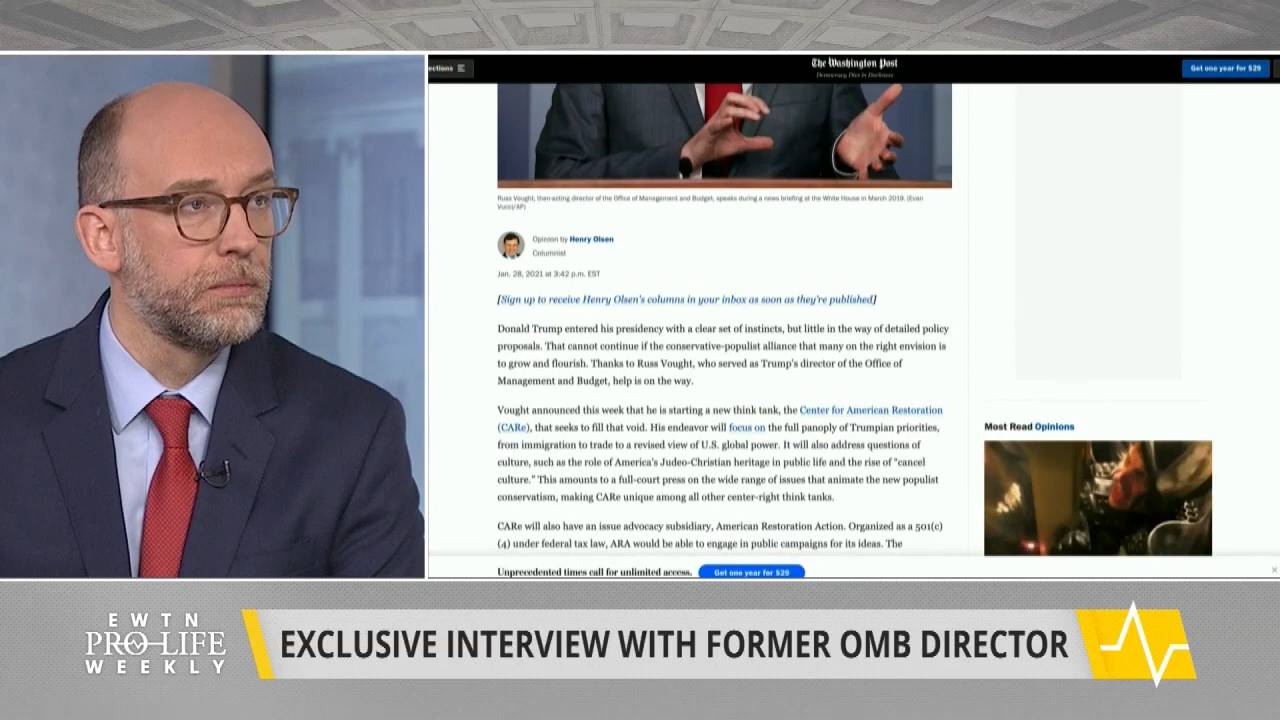 ections
The Washington Post
Democracy Dies in Darkness
Get one year for $29
Russ Vought, then-acting director of the Office of Management and Budget, speaks during a news briefing at the White House in March 2019. (Evan
Vucci/AP)
Opinion by Henry Olsen
Columnist
Jan. 28, 2021 at 3:42 p.m. EST
[Sign up to receive Henry Olsen's columns in your inbox as soon as they're published]
Donald Trump entered his presidency with a clear set of instincts, but little in the way of detailed policy
proposals. That cannot continue if the conservative-populist alliance that many on the right envision is
to grow and flourish. Thanks to Russ Vought, who served as Trump's director of the Office of
Management and Budget, help is on the way.
Vought announced this week that he is starting a new think tank, the Center for American Restoration
(CARe), that seeks to fill that void. His endeavor will focus on the full panoply of Trumpian priorities,
from immigration to trade to a revised view of U.S. global power. It will also address questions of
culture, such as the role of America's Judeo-Christian heritage in public life and the rise of "cancel
culture." This amounts to a full-court press on the wide range of issues that animate the new populist
conservatism, making CARe unique among all other center-right think tanks.
CARe will also have an issue advocacy subsidiary, American Restoration Action. Organized as a 501(c)
(4) under federal tax law, ARA would be able to engage in public campaigns for its ideas. The
Most Read Opinions
Unprecedented times call for unlimited access.
Get one year for $29
EWTN
PRO-LIFE
WEEKLY
EXCLUSIVE INTERVIEW WITH FORMER OMB DIRECTOR